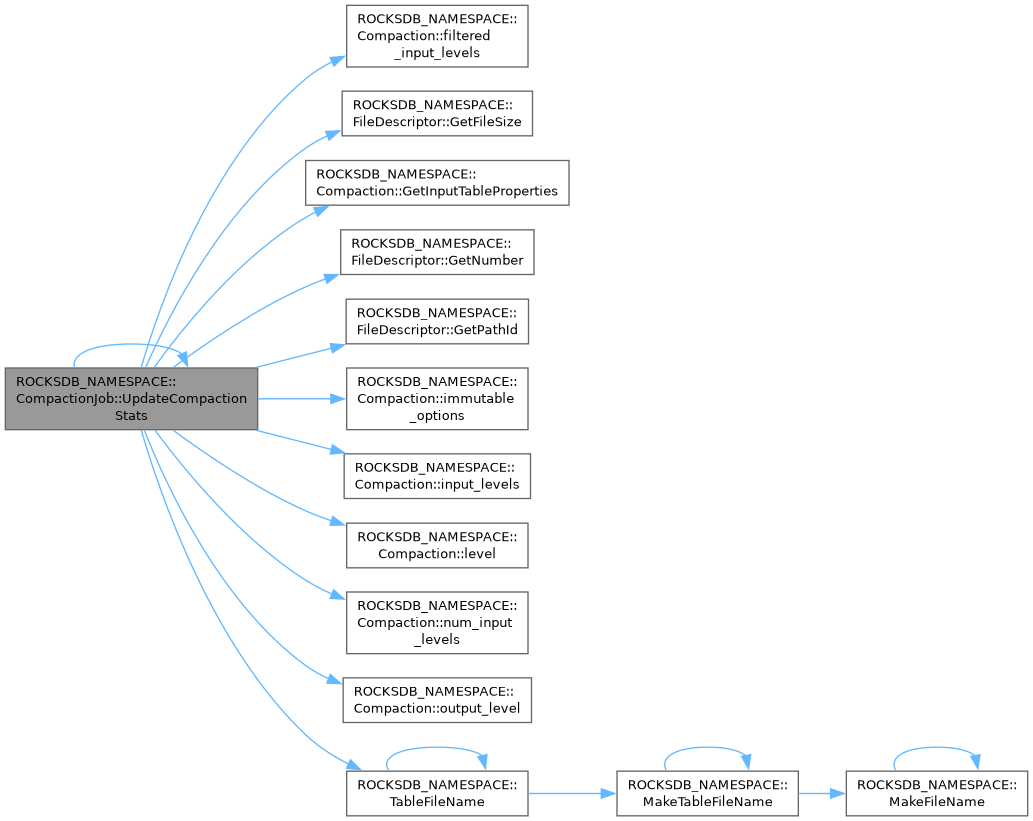 ROCKSDB_NAMESPACE::
Compaction::filtered
_input_levels
ROCKSDB_NAMESPACE::
FileDescriptor::GetFileSize
ROCKSDB_NAMESPACE::
Compaction::GetInputTableProperties
ROCKSDB_NAMESPACE::
FileDescriptor::GetNumber
ROCKSDB_NAMESPACE::
FileDescriptor::GetPathId
ROCKSDB_NAMESPACE::
CompactionJob::UpdateCompaction
Stats
ROCKSDB_NAMESPACE::
Compaction::immutable
_options
ROCKSDB_NAMESPACE::
Compaction::input_levels
ROCKSDB_NAMESPACE::
Compaction::level
ROCKSDB_NAMESPACE::
Compaction::num_input
_levels
ROCKSDB_NAMESPACE::
Compaction::output_level
ROCKSDB_NAMESPACE::
TableFileName
ROCKSDB_NAMESPACE::
MakeTableFileName
ROCKSDB_NAMESPACE::
MakeFileName